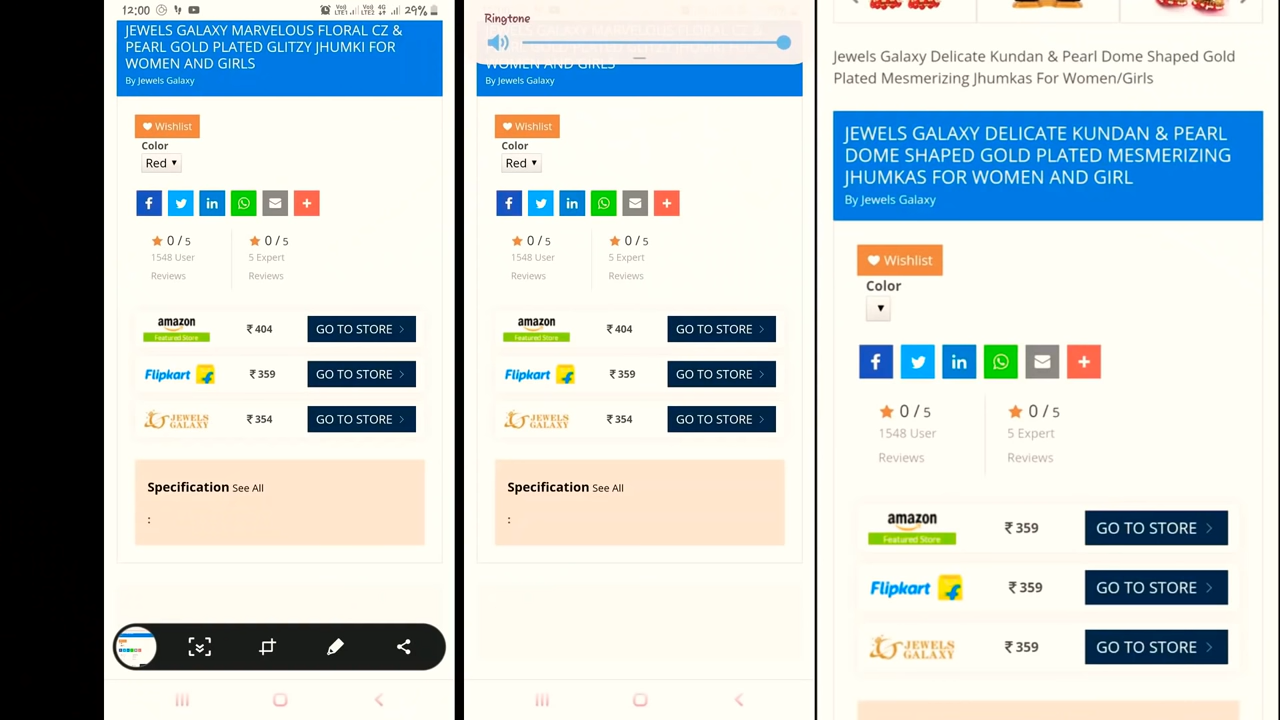 12:00
Vo)) LTE1 Vo)) 4G LTE2 29%
JEWELS GALAXY MARVELOUS FLORAL CZ &
PEARL GOLD PLATED GLITZY JHUMKI FOR
WOMEN AND GIRLS
By Jewels Galaxy
Wishlist
Color
Red
0 / 5
1548 User
Reviews
0 / 5
5 Expert
Reviews
amazon
Featured Store
₹ 404
GO TO STORE
Flipkart
₹ 359
GO TO STORE
JEWELS
GALAXY
₹ 354
GO TO STORE
Specification See All
:
Ringtone
WOMEN AND GIRLS
By Jewels Galaxy
Wishlist
Color
Red
0 / 5
1548 User
Reviews
0 / 5
5 Expert
Reviews
amazon
Featured Store
₹ 404
GO TO STORE
Flipkart
₹ 359
GO TO STORE
JEWELS
GALAXY
₹ 354
GO TO STORE
Specification See All
:
Jewels Galaxy Delicate Kundan & Pearl Dome Shaped Gold
Plated Mesmerizing Jhumkas For Women/Girls
JEWELS GALAXY DELICATE KUNDAN & PEARL
DOME SHAPED GOLD PLATED MESMERIZING
JHUMKAS FOR WOMEN AND GIRL
By Jewels Galaxy
Wishlist
Color
0 / 5
1548 User
Reviews
0 / 5
5 Expert
Reviews
amazon
Featured Store
₹ 359
GO TO STORE
Flipkart
₹ 359
GO TO STORE
JEWELS
GALAXY
₹ 359
GO TO STORE